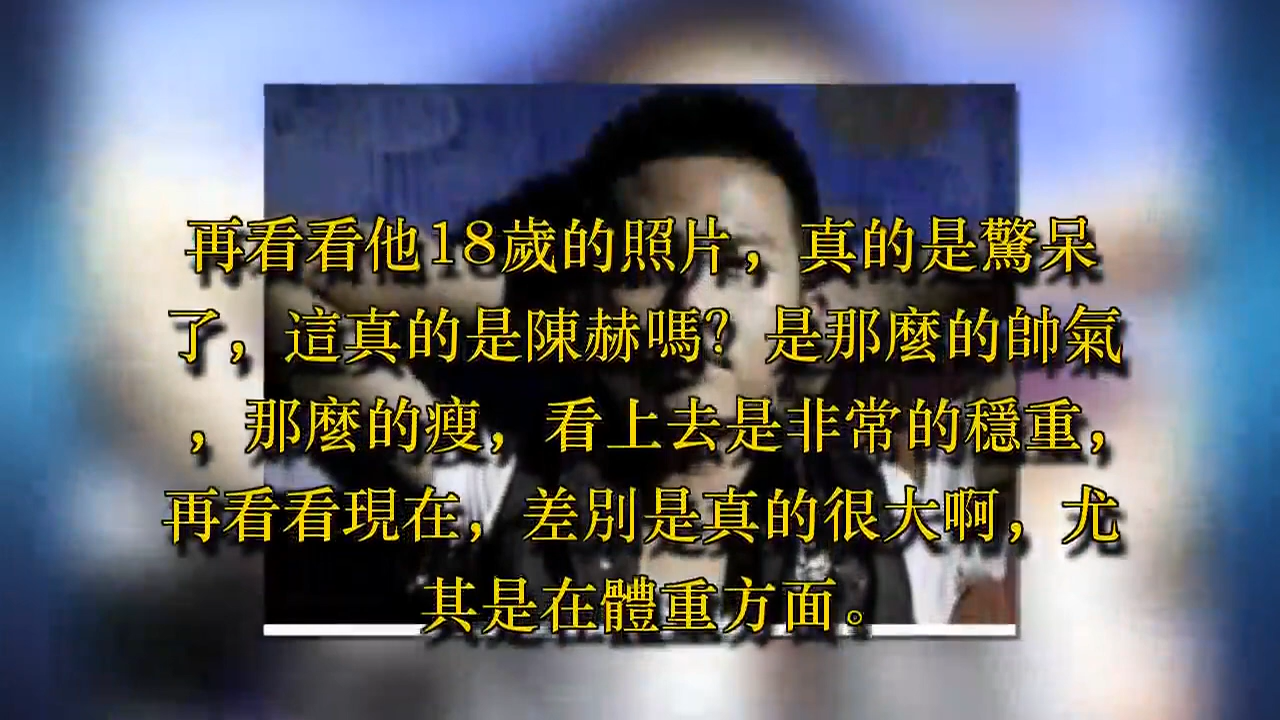 再看看他18歲的照片，真的是驚呆
了，這真的是陳赫嗎？是那麼的帥氣
，那麼的瘦，看上去是非常的穩重，
再看看現在，差別是真的很大啊，尤
其是在體重方面。